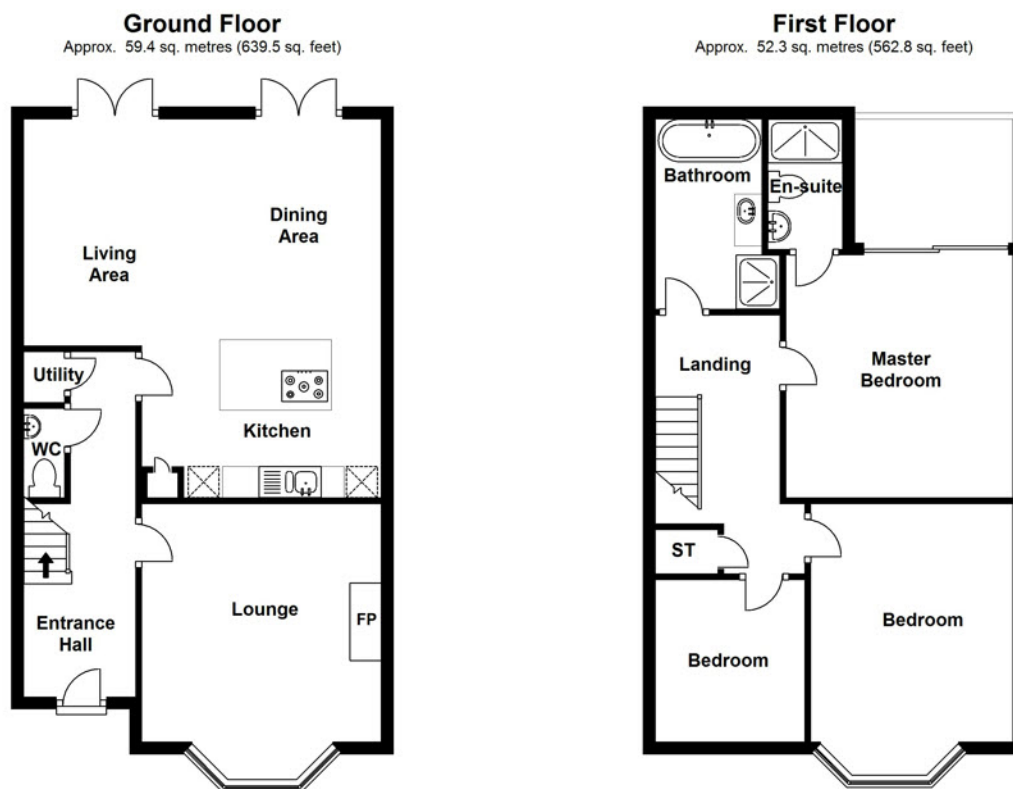 Ground Floor
Approx. 59.4 sq. metres (639.5 sq. feet)
Living
Area
Dining
Area
Utility
WC
Kitchen
Entrance
Hall
Lounge
FP
First Floor
Approx. 52.3 sq. metres (562.8 sq. feet)
Bathroom
En-suite
Landing
Master
Bedroom
ST
Bedroom
Bedroom